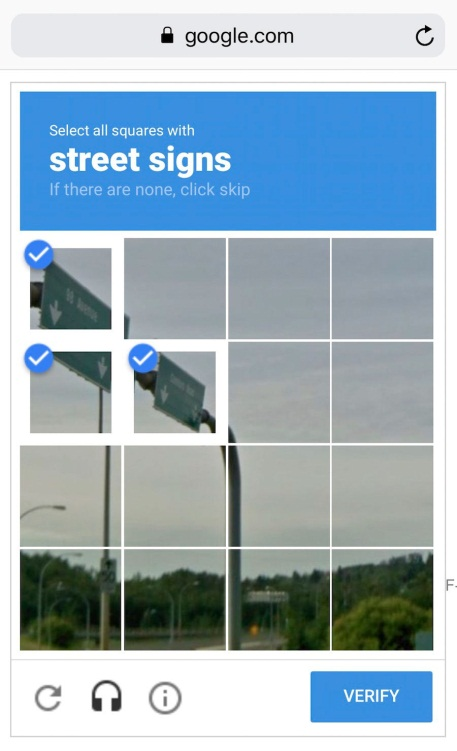 google.com
Select all squares with
street signs
If there are none, click skip
F-
VERIFY